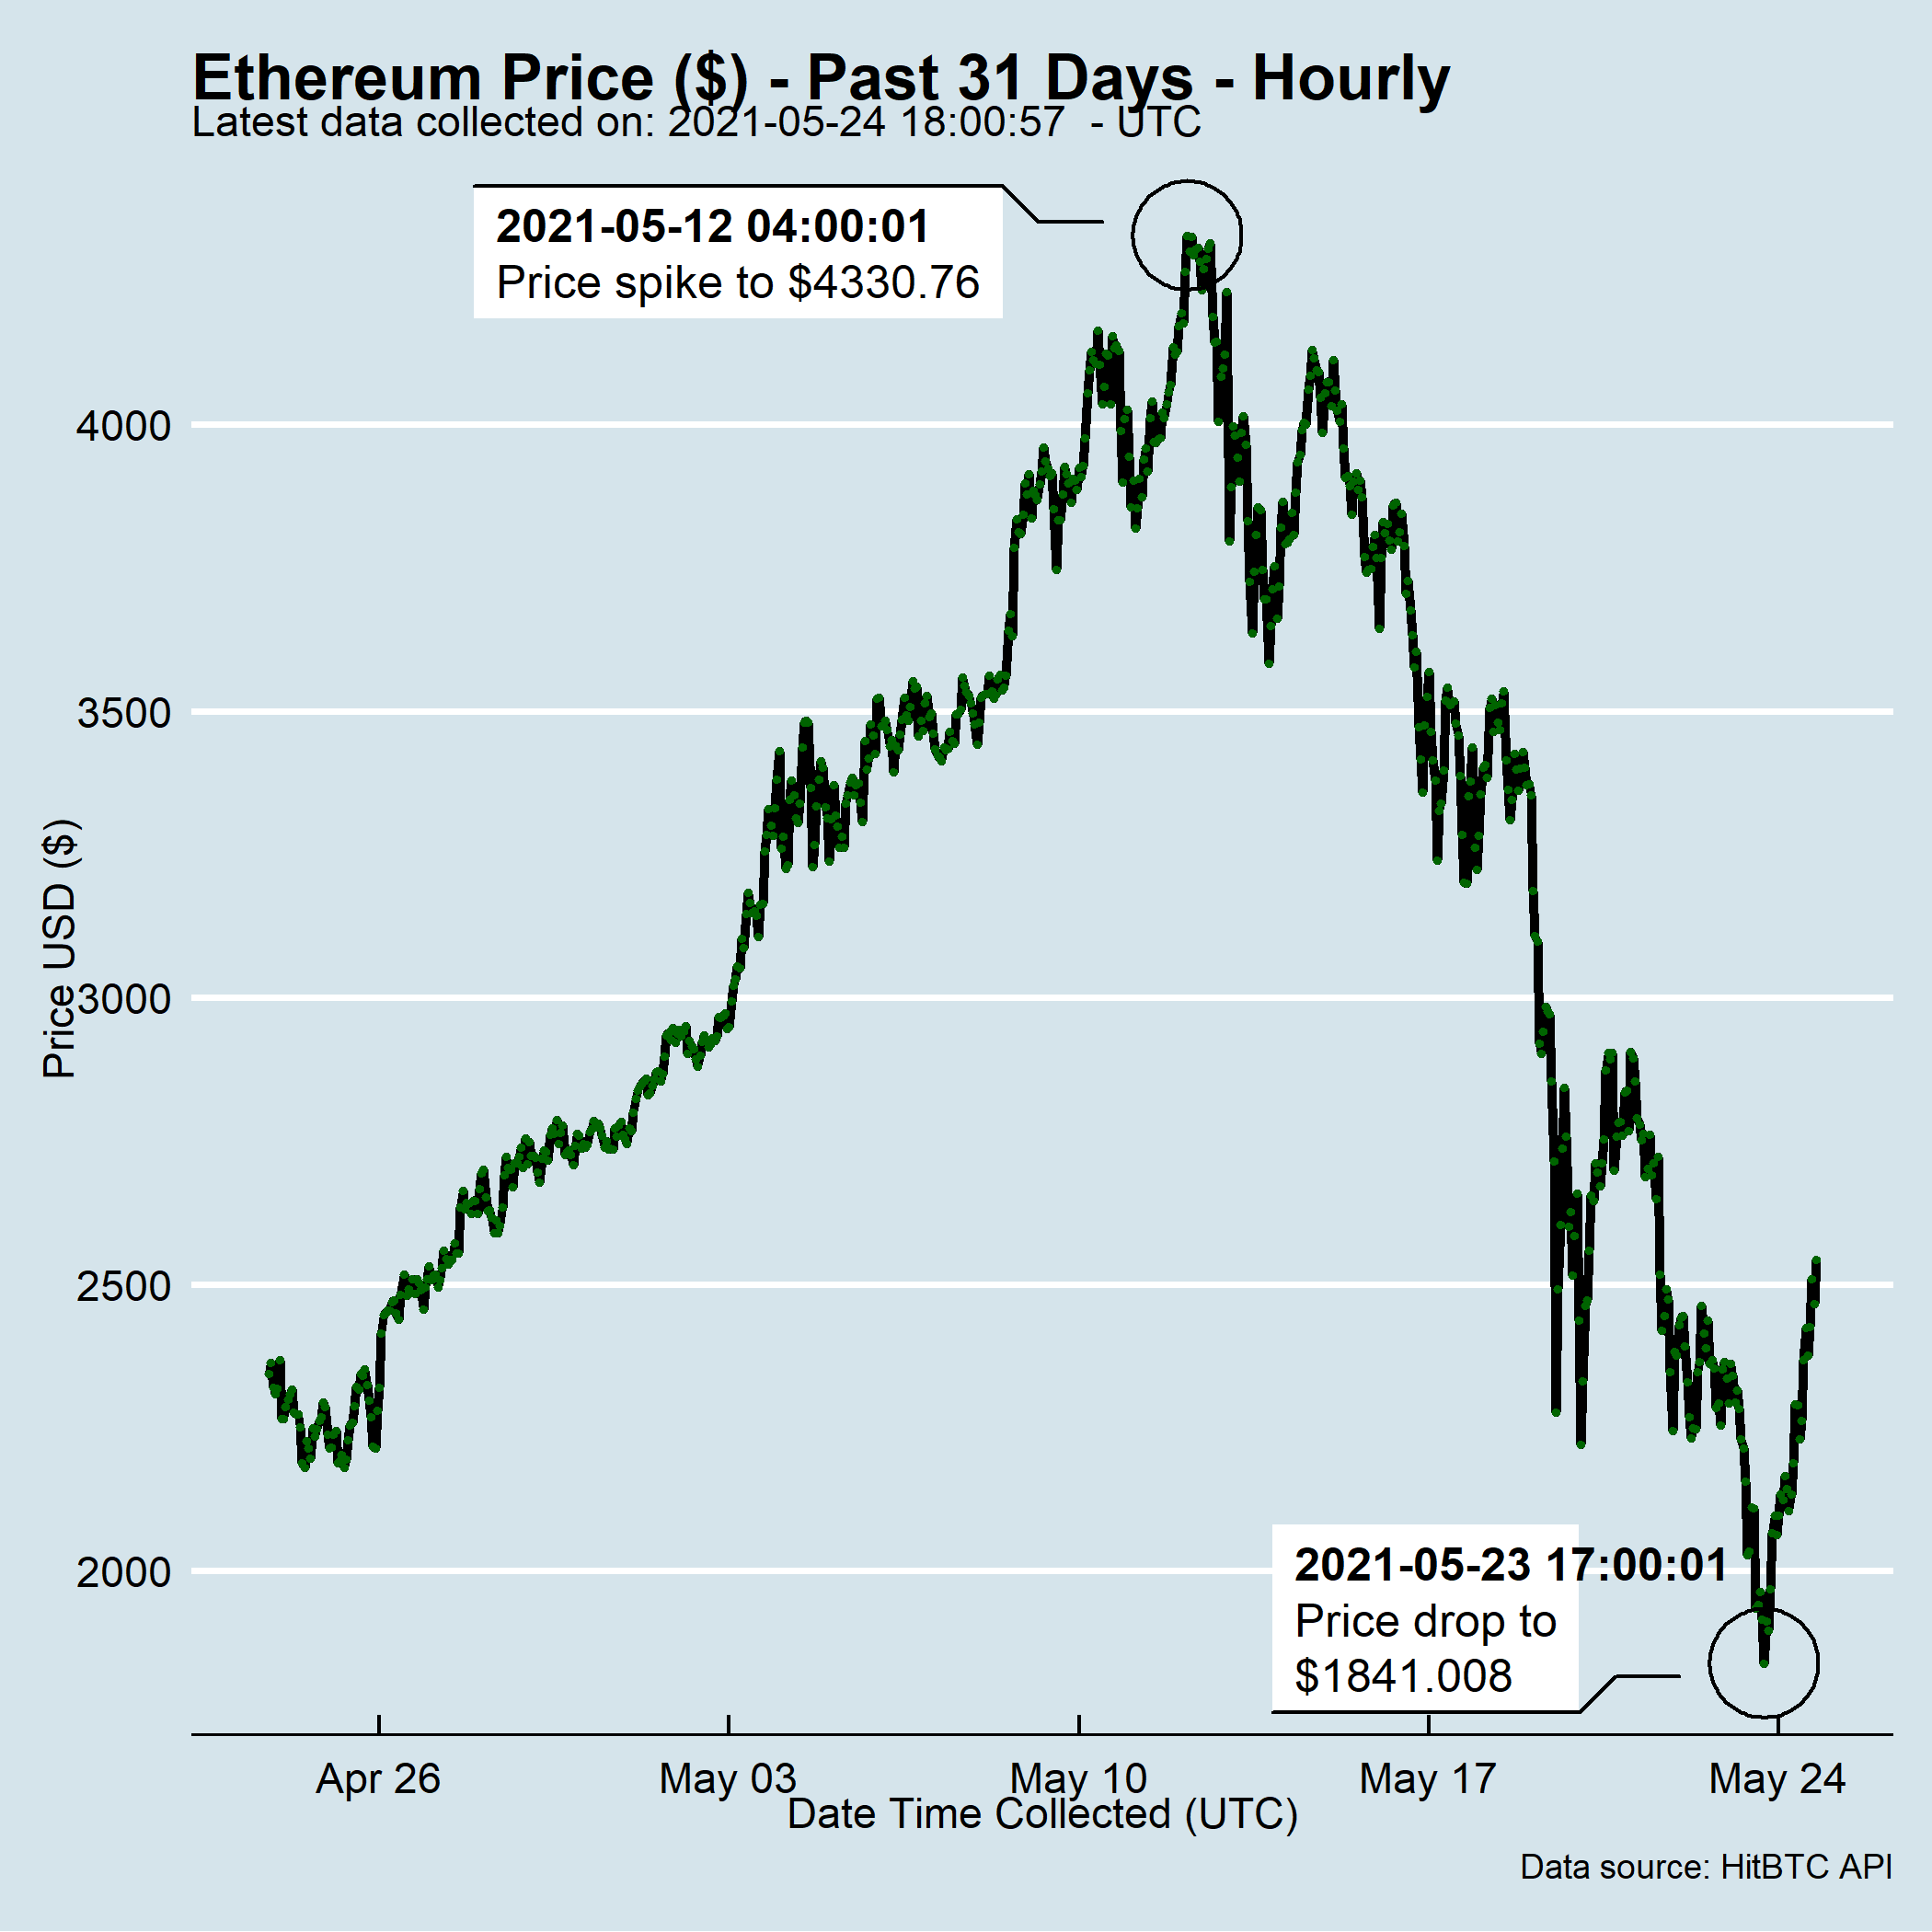 Ethereum Price ($) - Past 31 Days - Hourly
Latest data collected on: 2021-05-24 18:00:57  - UTC
2021-05-12 04:00:01
Price spike to $4330.76
4000
3500
3000
2500
2000
Price USD ($)
2021-05-23 17:00:01
Price drop to
$1841.008
Apr 26
May 03
May 10
May 17
May 24
Date Time Collected (UTC)
Data source: HitBTC API